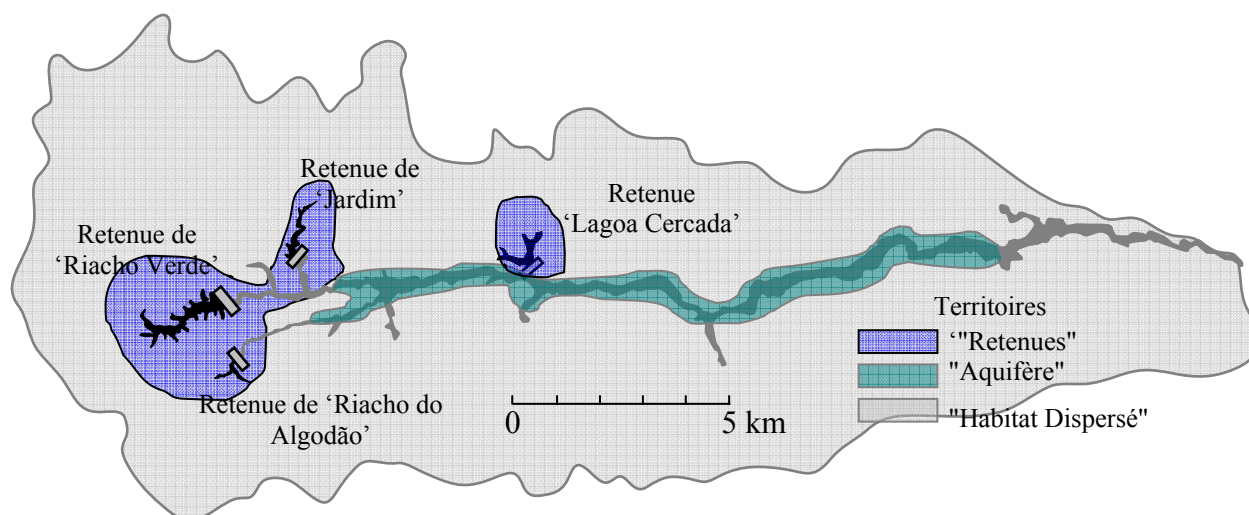 Retenue de
‘Jardim’
Retenue
‘Lagoa Cercada’
Retenue de
‘Riacho Verde’
Retenue de ‘Riacho do
Algodão’
0
5 km
Territoires
‘"Retenues"
"Aquifère"
"Habitat Dispersé"